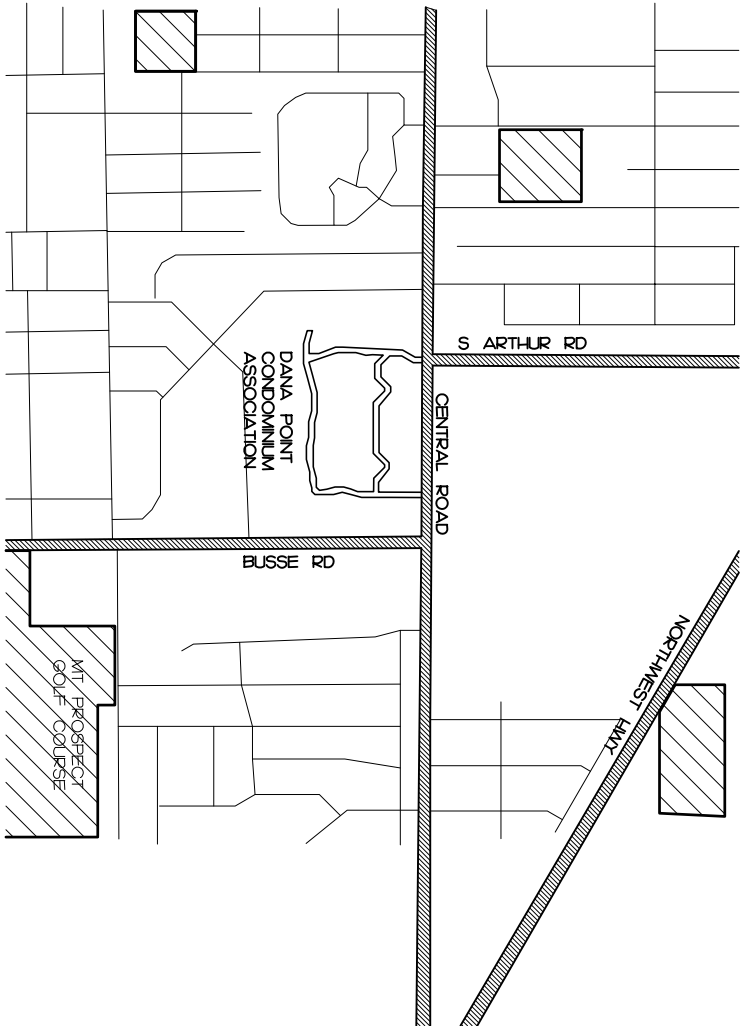 S ARTHUR RD
DANA POINT
CONDOMINIUM
ASSOCIATION
CENTRAL ROAD
BUSSE RD
NORTHWEST HWY
MT PROSPECT
GOLF COURSE